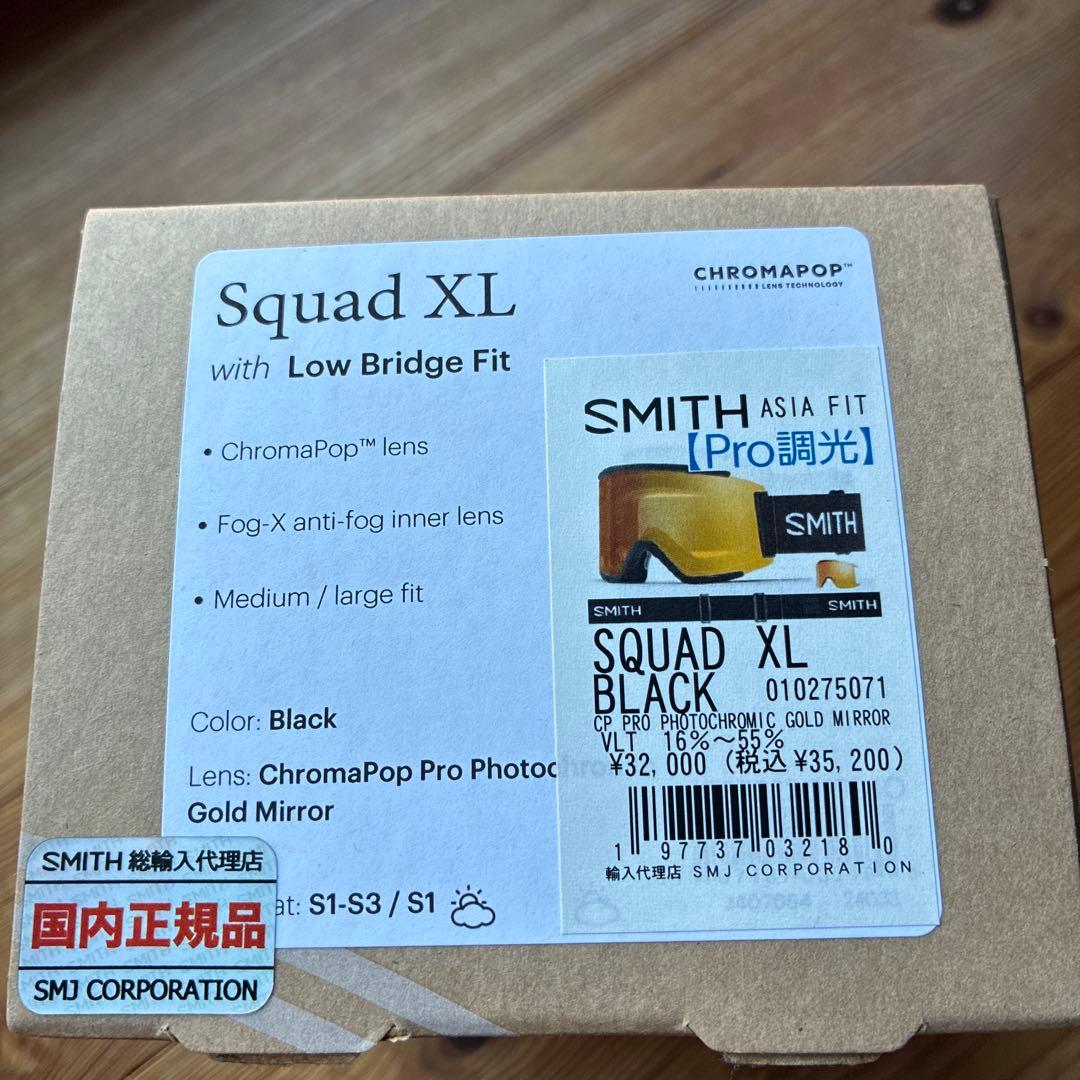 Squad XL
with Low Bridge Fit
• ChromaPop™ lens
• Fog-X anti-fog inner lens
• Medium / large fit
Color: Black
Lens: ChromaPop Pro Photoc
Gold Mirror
at: S1-S3 / S1
CHROMAPOP™
LENS TECHNOLOGY
SMITH ASIA FIT
【Pro調光】
SMITH
SMITH SMITH
SQUAD XL
BLACK 010275071
CP PRO PHOTOCHROMIC GOLD MIRROR
VLT 16%～55%
¥32,000 (税込¥35,200)
1 97737 03218 0
輸入代理店 SMJ CORPORATION
SMITH 総輸入代理店
国内正規品
SMJ CORPORATION